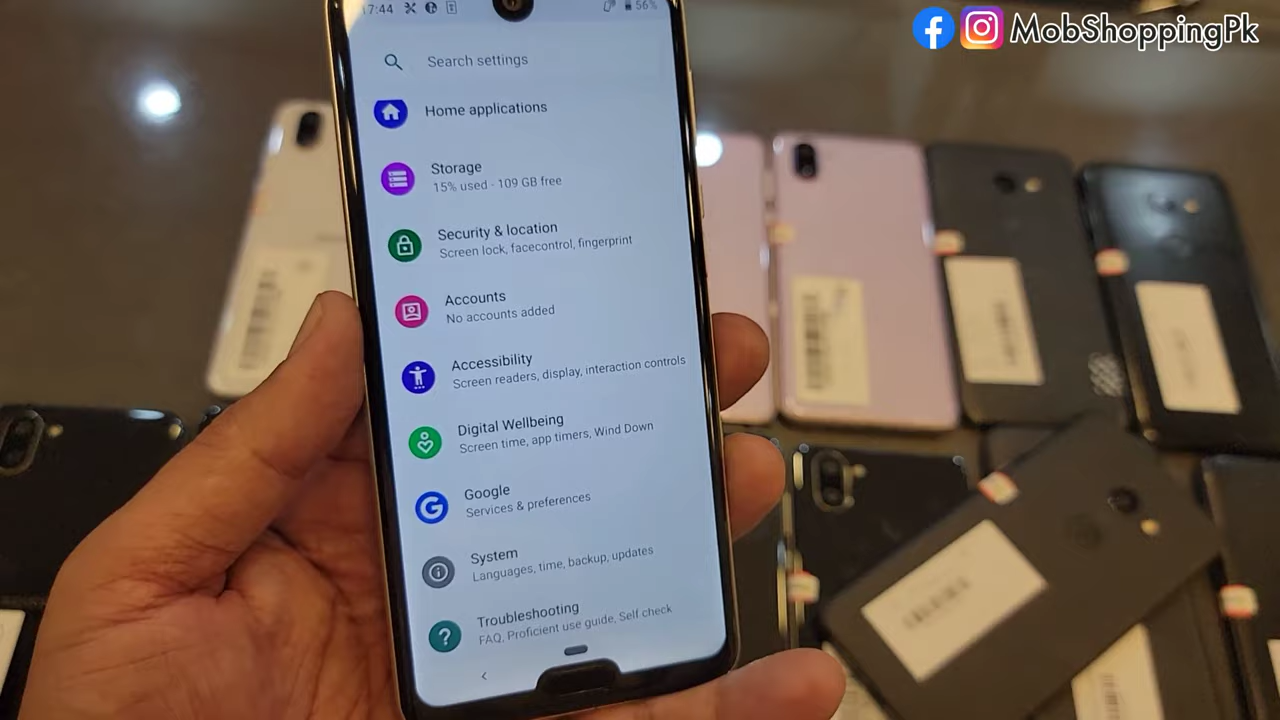 17:44
56%
MobShoppingPk
Search settings
Home applications
Storage
15% used - 109 GB free
Security & location
Screen lock, facecontrol, fingerprint
Accounts
No accounts added
Accessibility
Screen readers, display, interaction controls
Digital Wellbeing
Screen time, app timers, Wind Down
Google
Services & preferences
System
Languages, time, backup, updates
Troubleshooting
FAQ, Proficient use guide, Self check